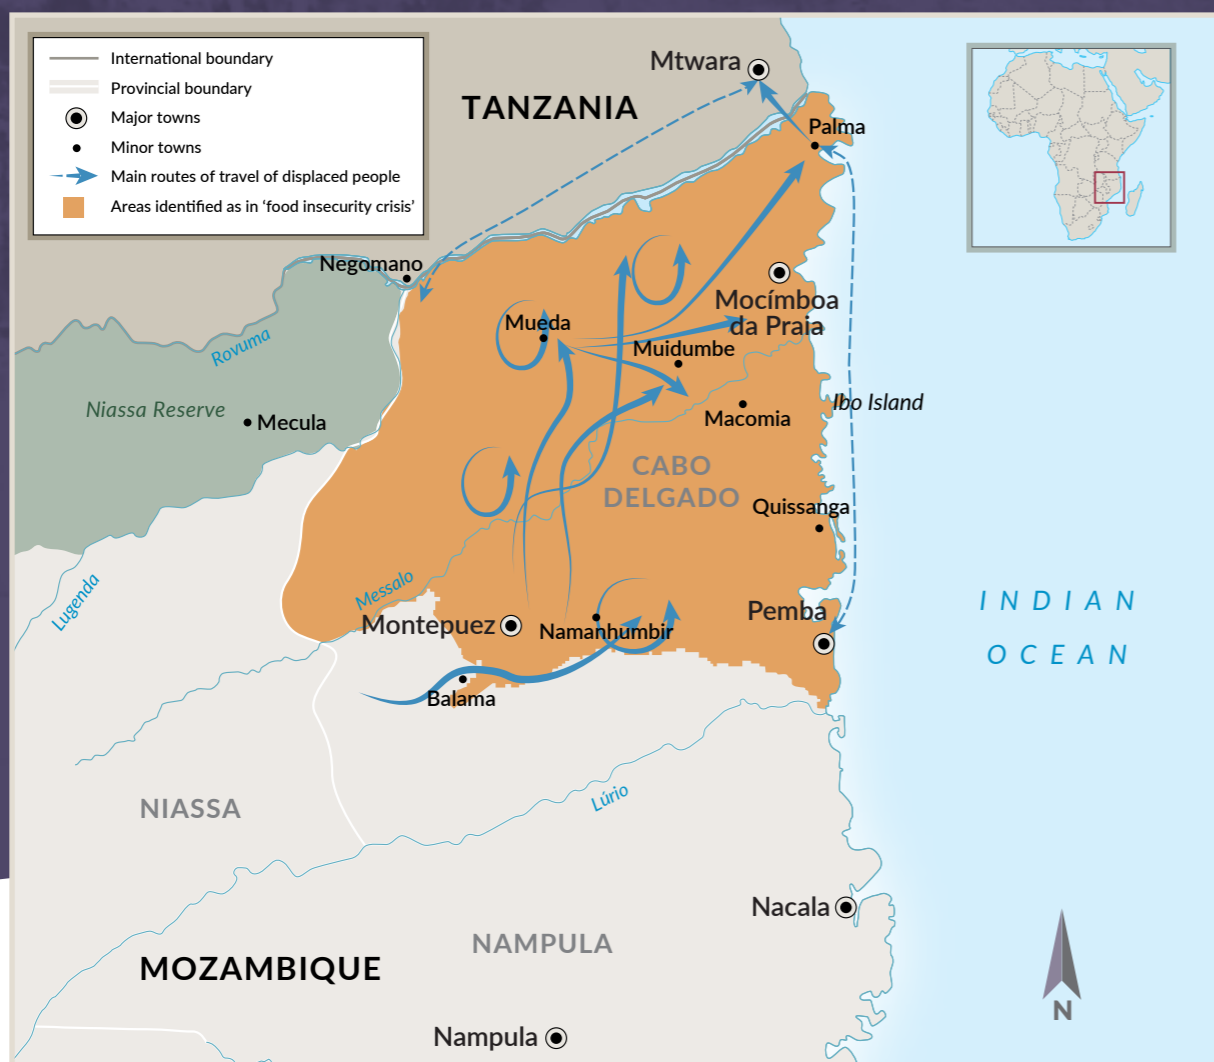 International boundary
Provincial boundary
Major towns
Minor towns
Main routes of travel of displaced people
Areas identified as in ‘food insecurity crisis’
Mtwara
TANZANIA
Palma
Negomano
Mocímboa
da Praia
Mueda
Rovuma
Muidumbe
Niassa Reserve
Mecula
Ibo Island
Macomia
CABO
DELGADO
Quissanga
Lugenda
Messalo
INDIAN
OCEAN
Montepuez
Namanhumbir
Pemba
Balama
NIASSA
Lúrio
Nacala
NAMPULA
MOZAMBIQUE
N
Nampula